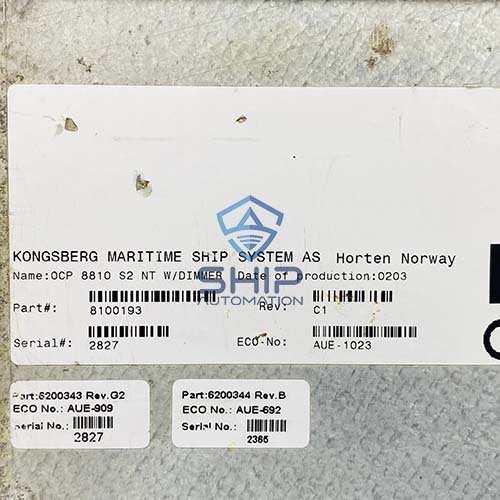 KONGSBERG MARITIME SHIP SYSTEM AS Horten Norway
Name:OCP 8810 S2 NT W/DIMMER Date of production:0203
SHIP
AUTOMATION
Part#: 8100193 Rev: C1
Serial#: 2827 ECO-No: AUE-1023
Part:6200343 Rev.G2
ECO No.: AUE-909
Serial No.:
2827
Part:6200344 Rev.B
ECO No.: AUE-692
Serial No.:
2365